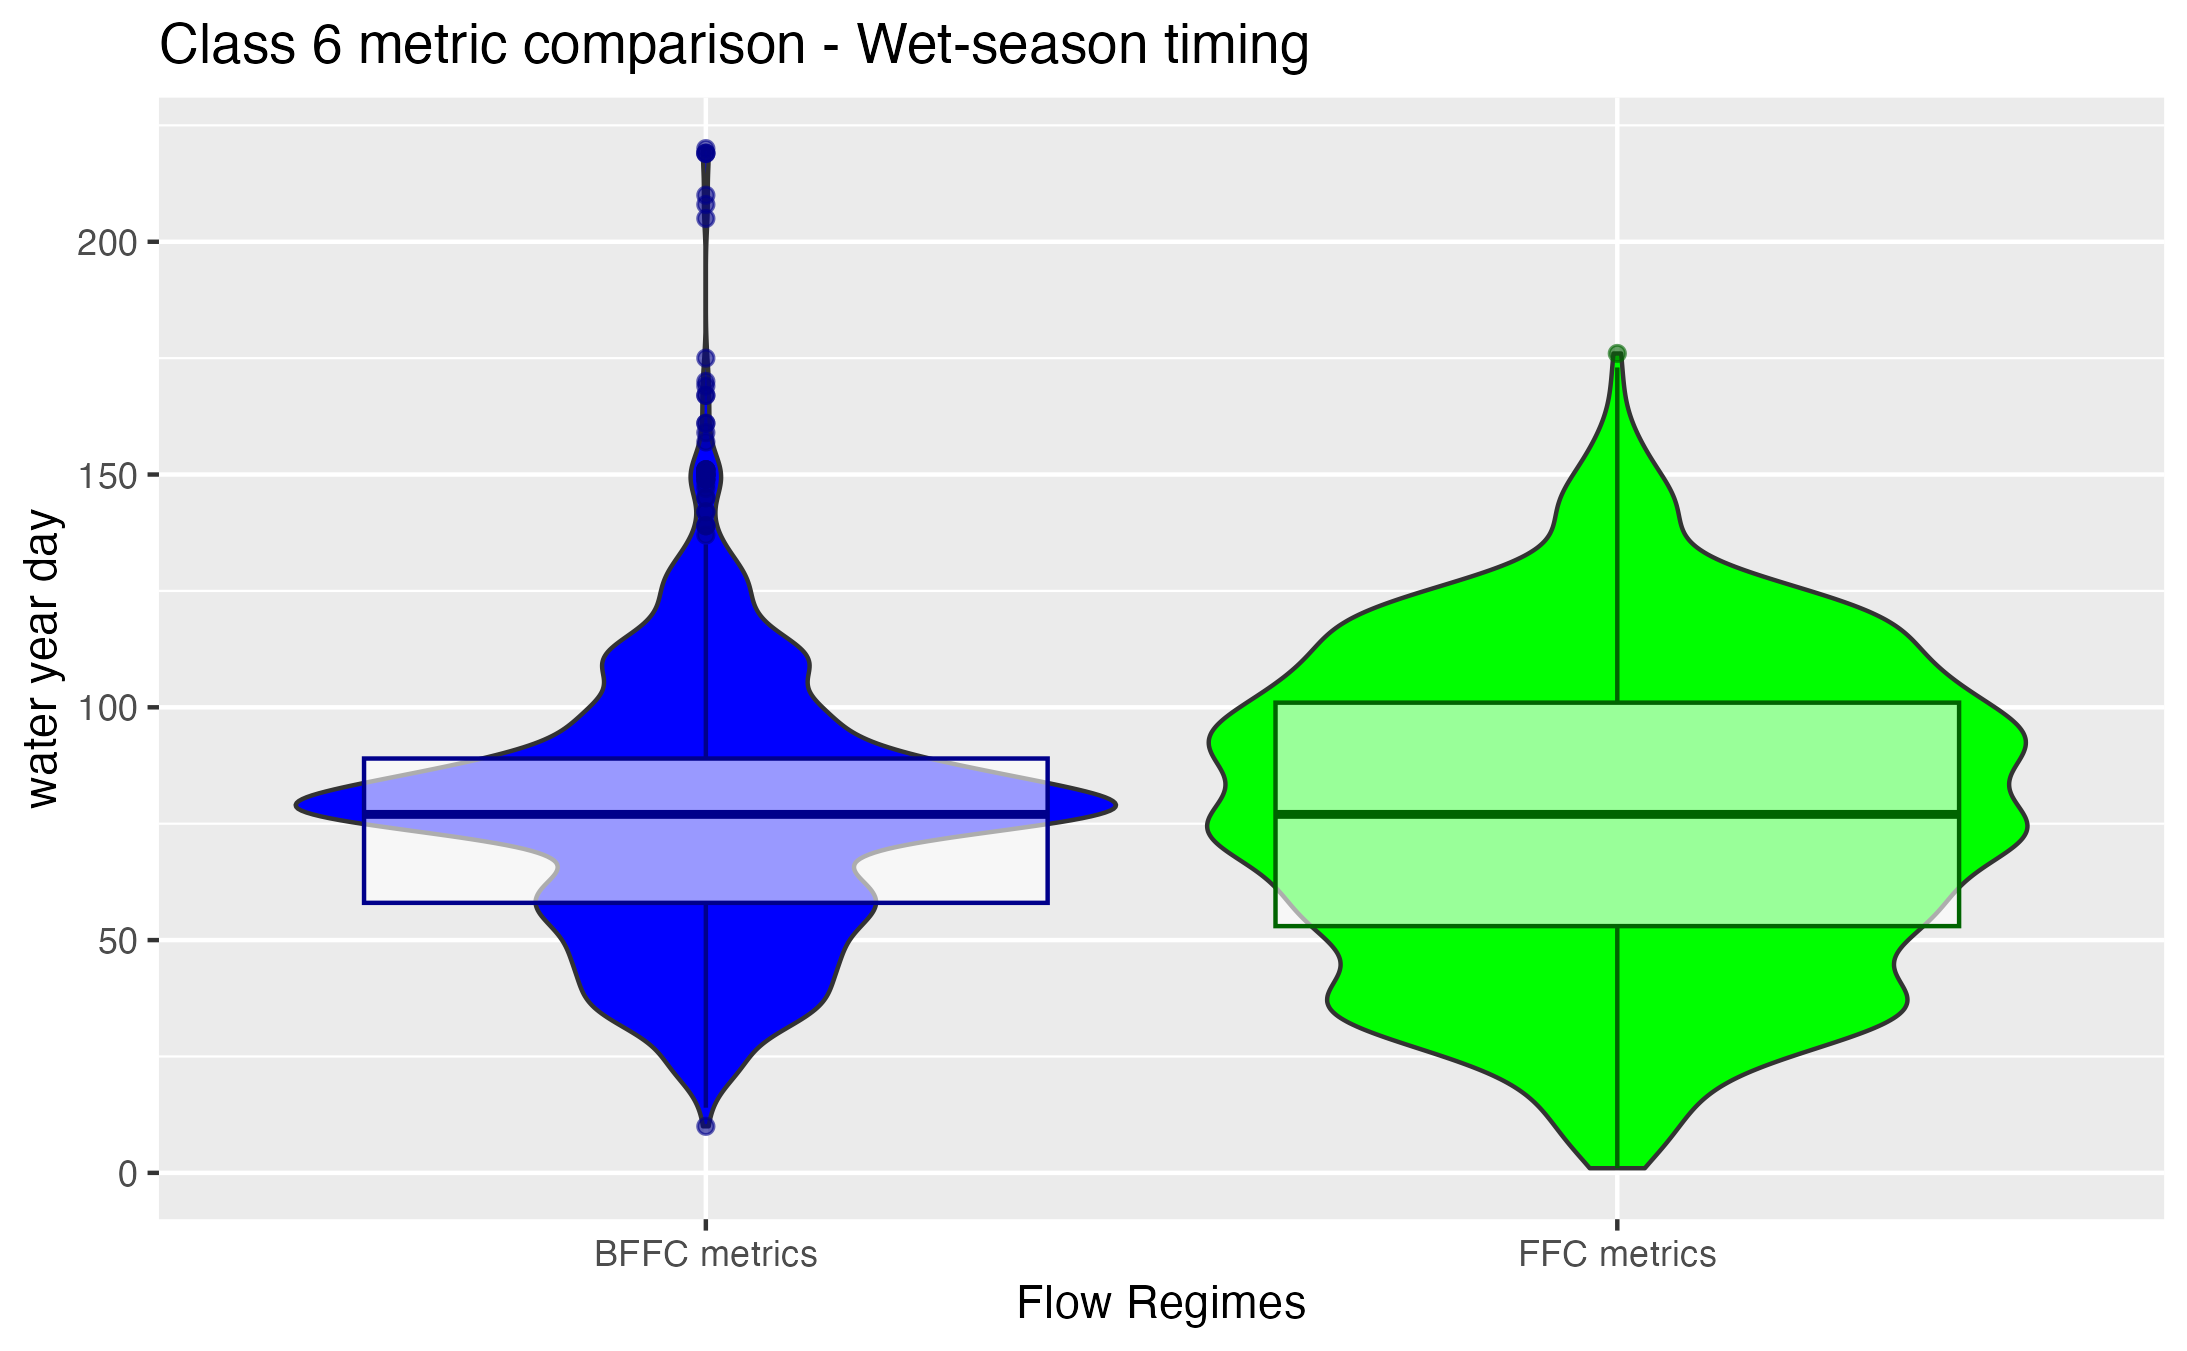 Class 6 metric comparison - Wet-season timing
water year day
200
150
100
50
0
BFFC metrics
FFC metrics
Flow Regimes